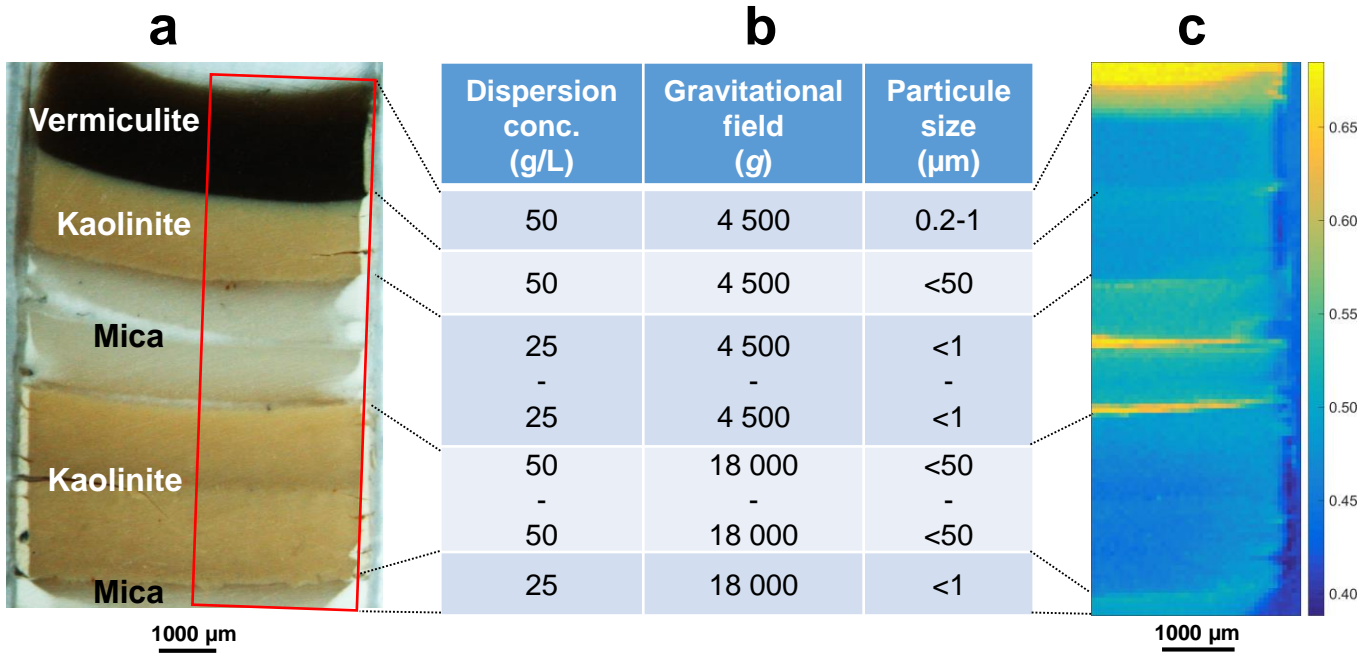 a
b
c
Vermiculite
Kaolinite
Mica
Kaolinite
Mica
1000 µm
Dispersion conc. (g/L) Gravitational field (g) Particule size (µm)
50 4 500 0.2-1
50 4 500 <50
25 4 500 <1
- - -
25 4 500 <1
50 18 000 <50
- - -
50 18 000 <50
25 18 000 <1
0.65
0.60
0.55
0.50
0.45
0.40
1000 µm